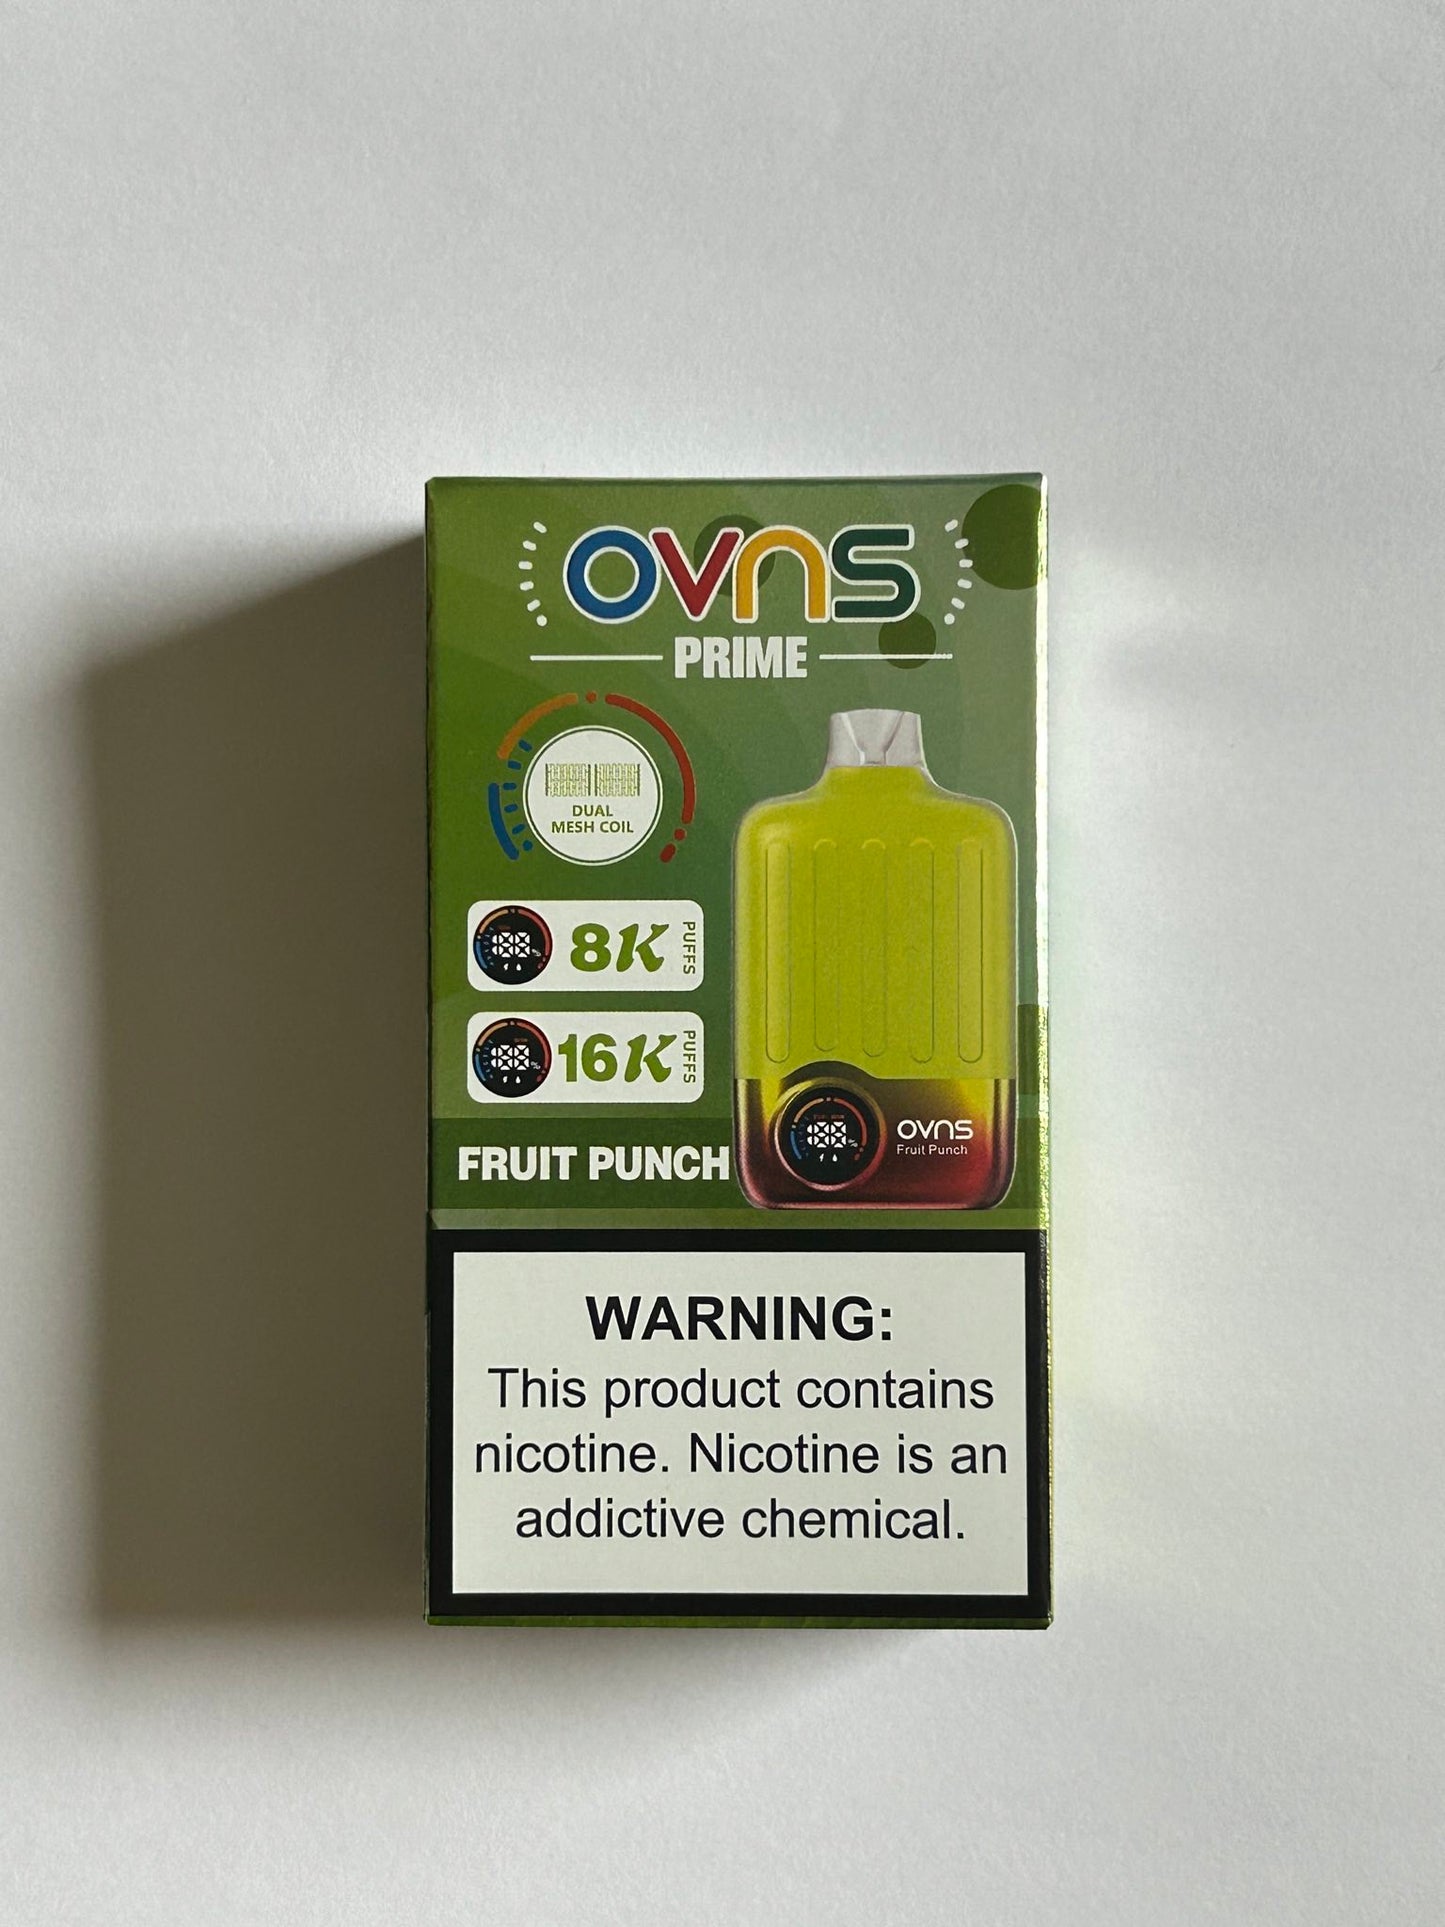 OVNS
PRIME
DUAL
MESH COIL
8K PUFFS
16K PUFFS
FRUIT PUNCH
OVNS
Fruit Punch
WARNING:
This product contains
nicotine. Nicotine is an
addictive chemical.